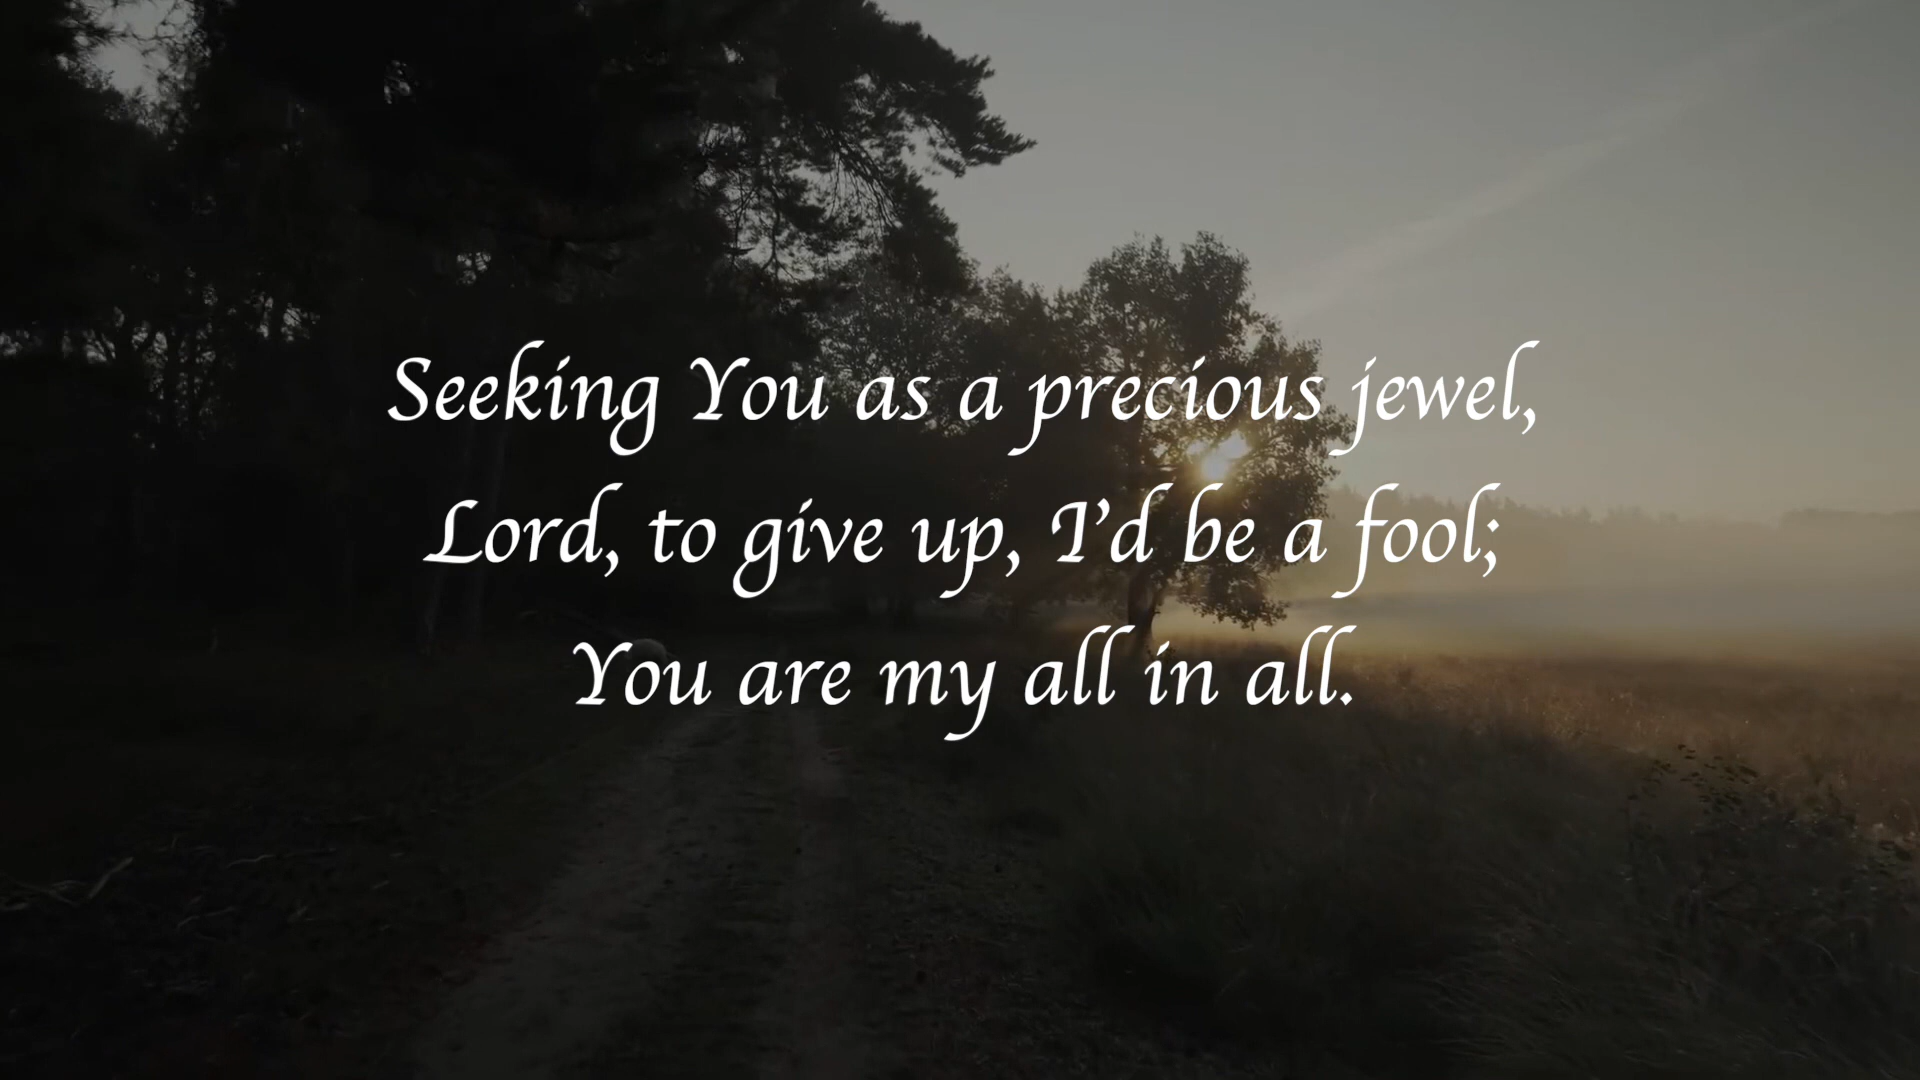 Seeking You as a precious jewel,
Lord, to give up, I’d be a fool;
You are my all in all.